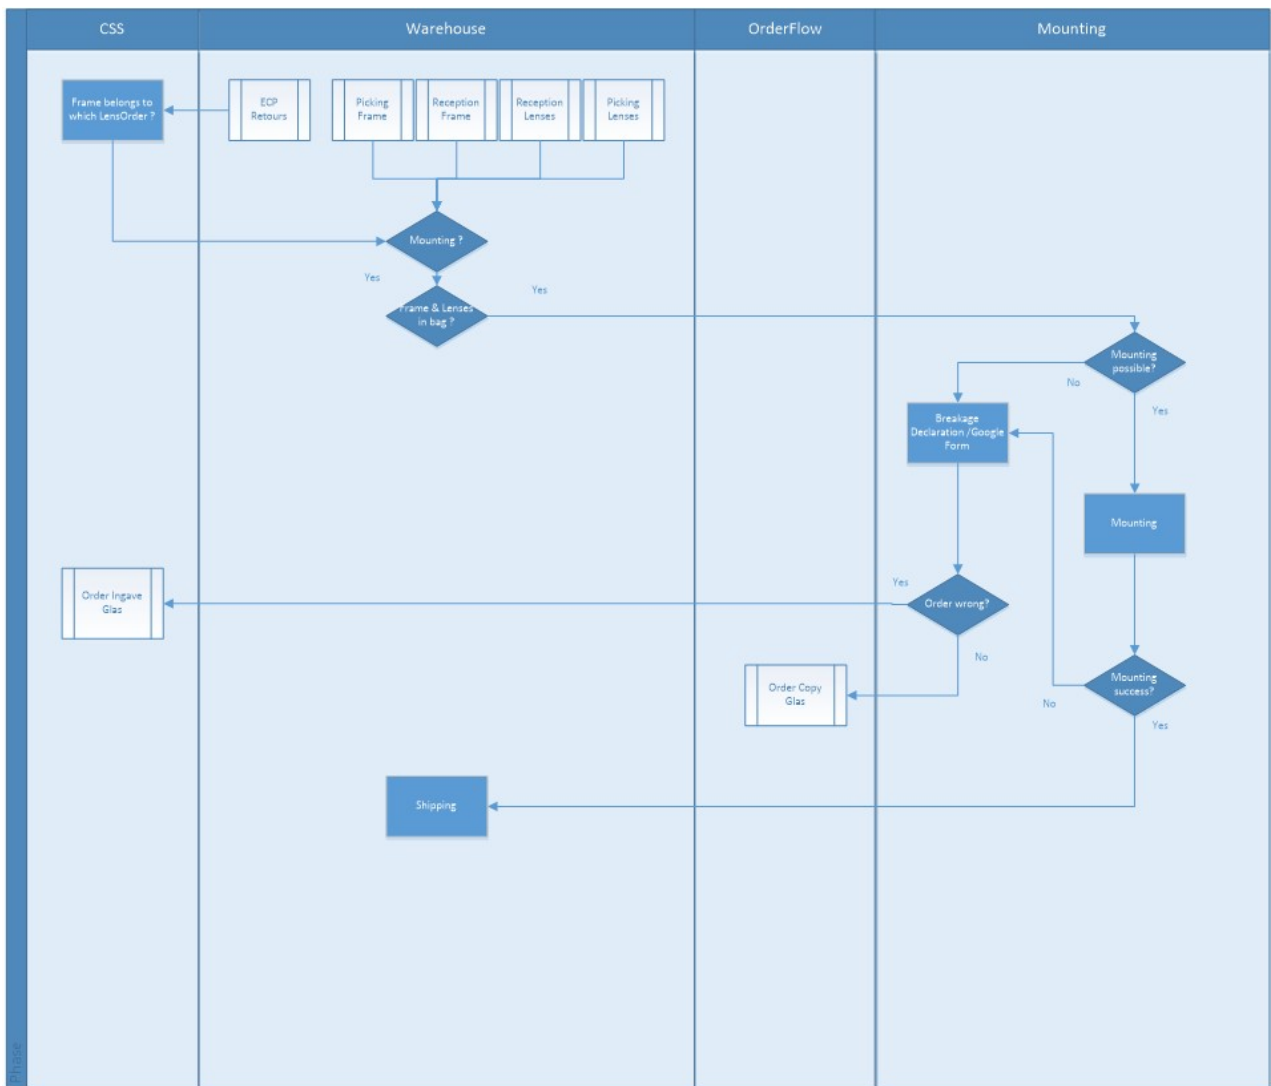 CSS
Warehouse
OrderFlow
Mounting
Frame belongs to
which LensOrder ?
ECP
Retours
Picking
Frame
Reception
Frame
Reception
Lenses
Picking
Lenses
Mounting ?
Yes
Frame & Lenses
in bag ?
Yes
Mounting
possible?
No
Yes
Breakage
Declaration /Google
Form
Mounting
Order Ingave
Glas
Yes
Order wrong?
No
Order Copy
Glas
Mounting
success?
No
Yes
Shipping
Phase